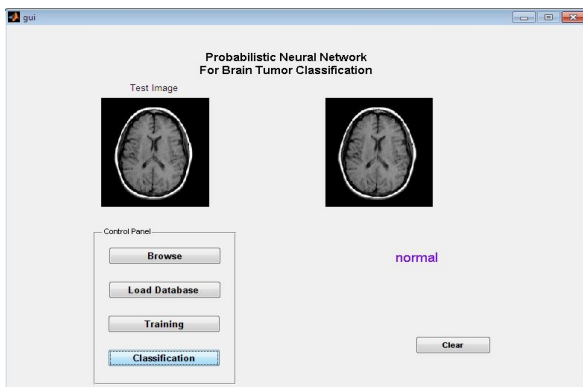 gui
Probabilistic Neural Network
For Brain Tumor Classification
Test Image
Control Panel
Browse
Load Database
Training
Classification
normal
Clear